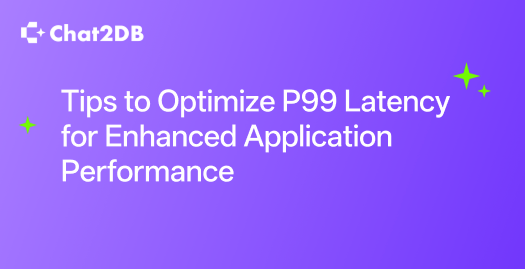 Chat2DB
Tips to Optimize P99 Latency
for Enhanced Application
Performance